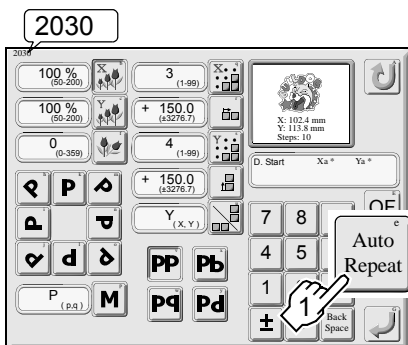 2030
2030
100 %
(50-200)
X
3
(1-99)
X
100 %
(50-200)
Y
+ 150.0
(±3276.7)
X: 102.4 mm
Y: 113.8 mm
Steps: 10
0
(0-359)
4
(1-99)
Y
D. Start Xa * Ya *
+ 150.0
(±3276.7)
P P P
P P
P d P
Y
(X, Y)
7 8
4 5
1
±
Back
Space
e
Auto
Repeat
1
PP Pb
Pq Pd
P
(p,q)
M